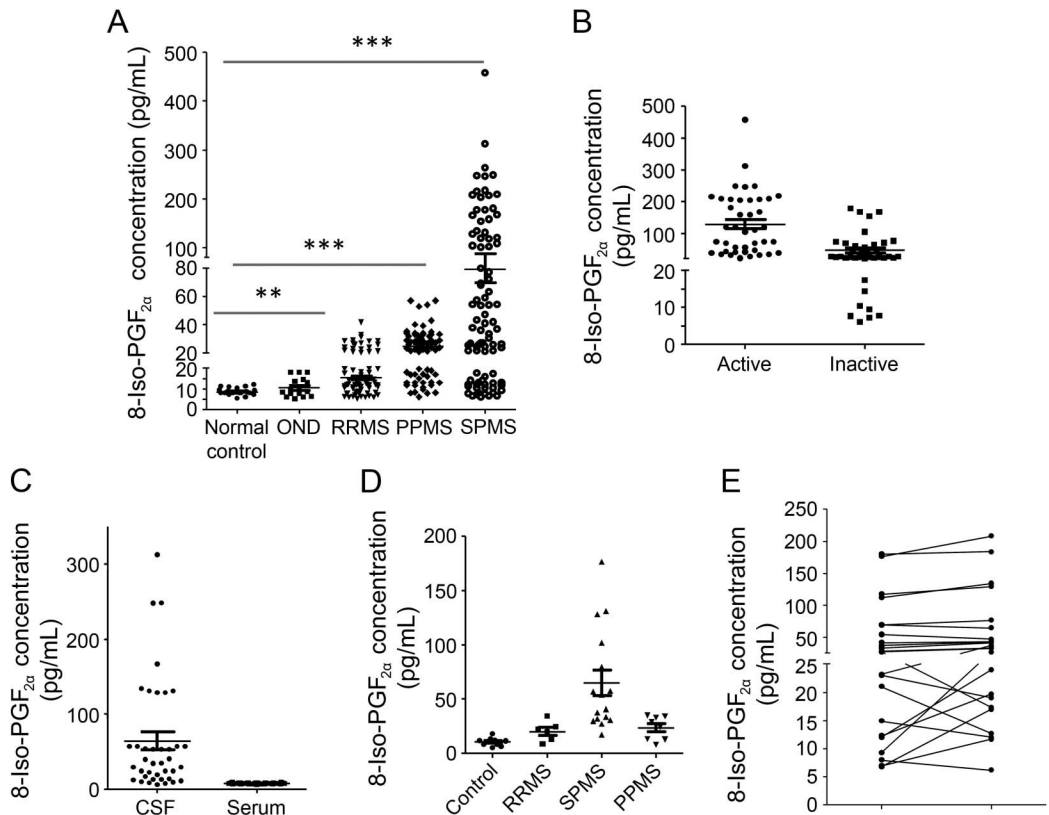 A
8-Iso-PGF2α concentration (pg/mL)
500
400
300
200
100
80
60
40
20
20
10
0
***
***
**
Normal control
OND
RRMS
PPMS
SPMS
B
8-Iso-PGF2α concentration
(pg/mL)
500
400
300
200
100
20
10
0
Active
Inactive
C
8-Iso-PGF2α concentration
(pg/mL)
300
200
100
0
CSF
Serum
D
8-Iso-PGF2α concentration
(pg/mL)
200
150
100
50
0
Control
RRMS
SPMS
PPMS
E
8-Iso-PGF2α concentration
(pg/mL)
250
200
150
100
50
25
20
15
10
5
0